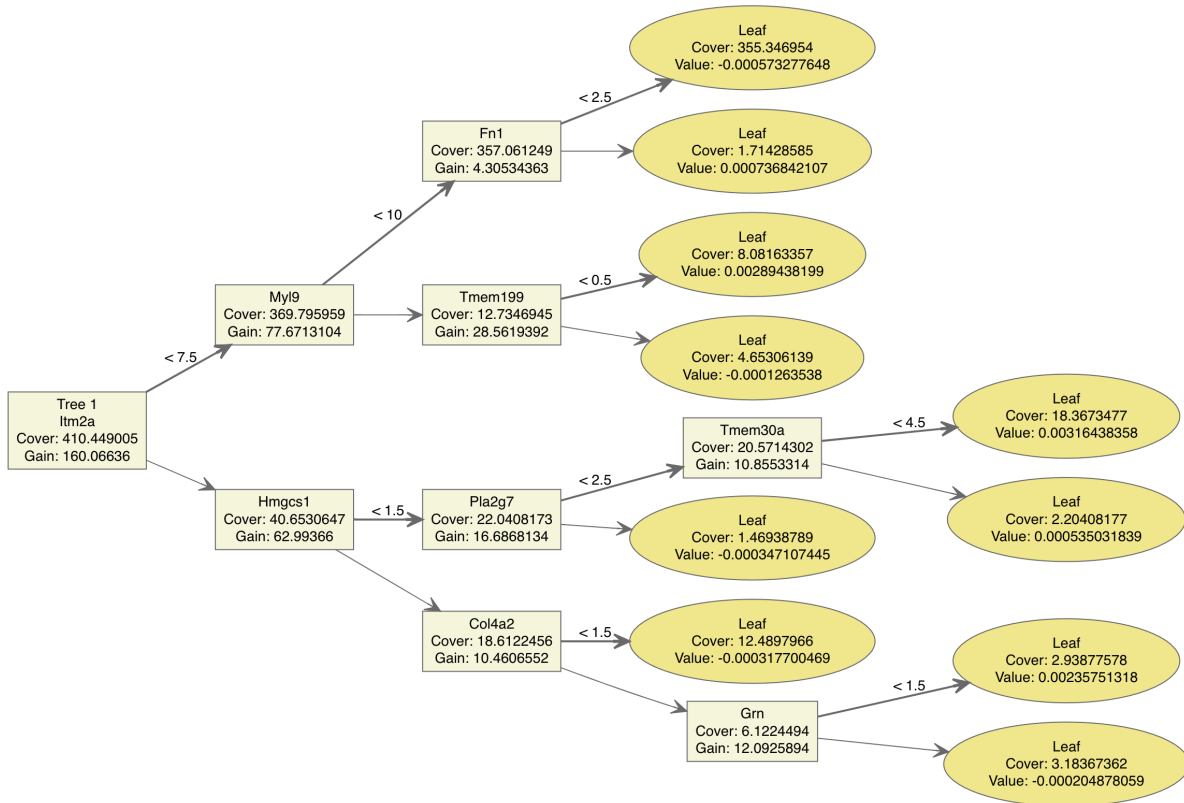 Leaf
Cover: 355.346954
Value: -0.000573277648
< 2.5
Fn1
Cover: 357.061249
Gain: 4.30534363
Leaf
Cover: 1.71428585
Value: 0.000736842107
< 10
Leaf
Cover: 8.08163357
Value: 0.00289438199
< 0.5
Myl9
Cover: 369.795959
Gain: 77.6713104
Tmem199
Cover: 12.7346945
Gain: 28.5619392
Leaf
Cover: 4.65306139
Value: -0.0001263538
< 7.5
Tree 1
Itm2a
Cover: 410.449005
Gain: 160.06636
Tmem30a
Cover: 20.5714302
Gain: 10.8553314
< 4.5
Leaf
Cover: 18.3673477
Value: 0.00316438358
< 2.5
Hmgcs1
Cover: 40.6530647
Gain: 62.99366
< 1.5
Pla2g7
Cover: 22.0408173
Gain: 16.6868134
Leaf
Cover: 2.20408177
Value: 0.000535031839
Leaf
Cover: 1.46938789
Value: -0.000347107445
Col4a2
Cover: 18.6122456
Gain: 10.4606552
< 1.5
Leaf
Cover: 12.4897966
Value: -0.000317700469
Leaf
Cover: 2.93877578
Value: 0.00235751318
< 1.5
Grn
Cover: 6.1224494
Gain: 12.0925894
Leaf
Cover: 3.18367362
Value: -0.000204878059